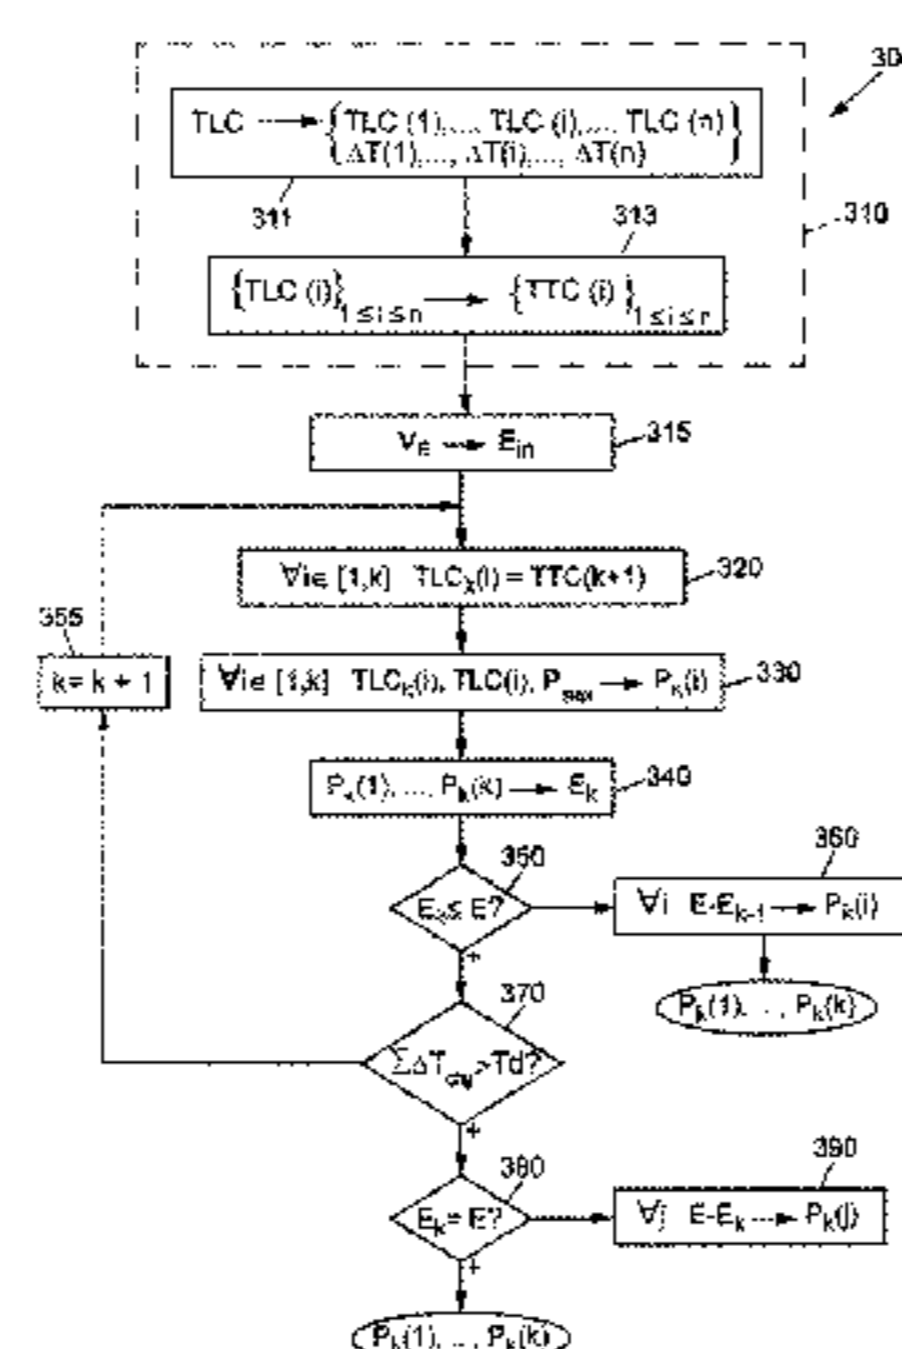 30
TLC → {TLC (1),... TLC (i),... TLC (n)
ΔT(1),..., ΔT(i),..., ΔT(n)}
311
313
310
{TLC (i)} 1≤i≤n → {TTC (i)} 1≤i≤n
V_E → E_in
315
∀i∈ [1,k] TLC_k(i) = TTC(k+1)
320
355
k= k + 1
∀i∈ [1,k] TLC_k(i), TLC(i), P → P_k(i)
330
P_k(1), ..., P_k(k) → E_k
340
350
E_k ≤ E?
+
360
∀i E-E_k-1 → P_k(i)
P_k(1), ..., P_k(k)
370
ΣΔT >Td?
+
380
E_k = E?
+
390
∀j E-E_k → P_k(j)
P_k(1), ..., P_k(k)